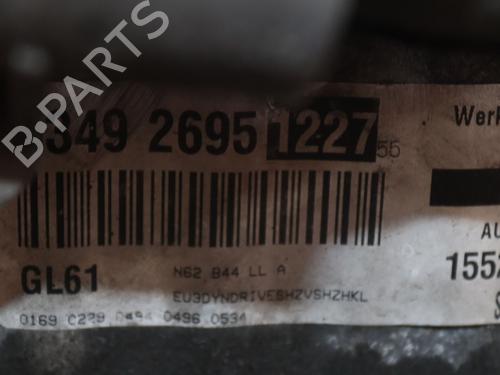 B-PARTS
349 2695 1227 55
Werk
GL61
N62 B44 LL A
EU3DYNDRIVESHZVSHZHKL
AU
155
0169 C229 0494 0496 0534